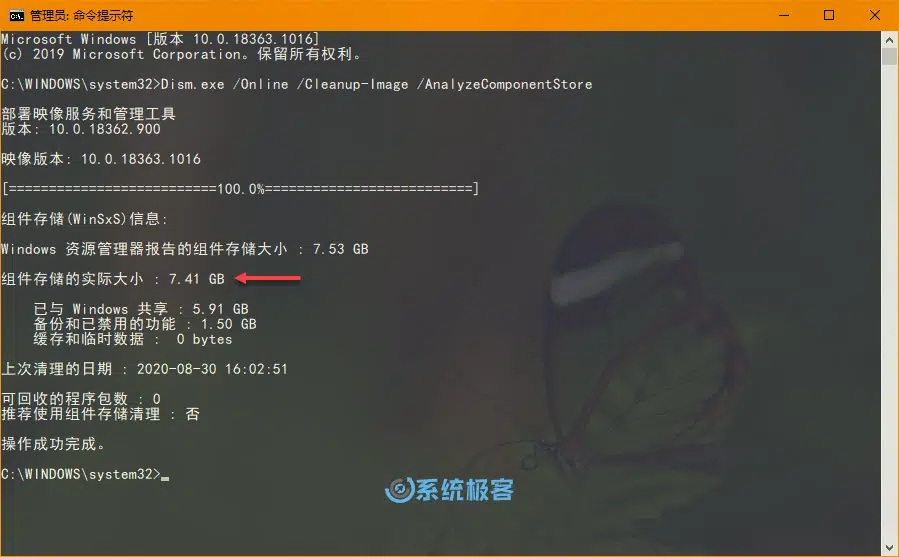 管理员: 命令提示符
Microsoft Windows [版本 10.0.18363.1016]
(c) 2019 Microsoft Corporation。保留所有权利。
C:\WINDOWS\system32>Dism.exe /Online /Cleanup-Image /AnalyzeComponentStore
部署映像服务和管理工具
版本: 10.0.18362.900
映像版本: 10.0.18363.1016
[==========================100.0%==========================]
组件存储(WinSxS)信息:
Windows 资源管理器报告的组件存储大小 : 7.53 GB
组件存储的实际大小 : 7.41 GB
已与 Windows 共享 : 5.91 GB
备份和已禁用的功能 : 1.50 GB
缓存和临时数据 :  0 bytes
上次清理的日期 : 2020-08-30 16:02:51
可回收的程序包数 : 0
推荐使用组件存储清理 : 否
操作成功完成。
C:\WINDOWS\system32>
系统极客